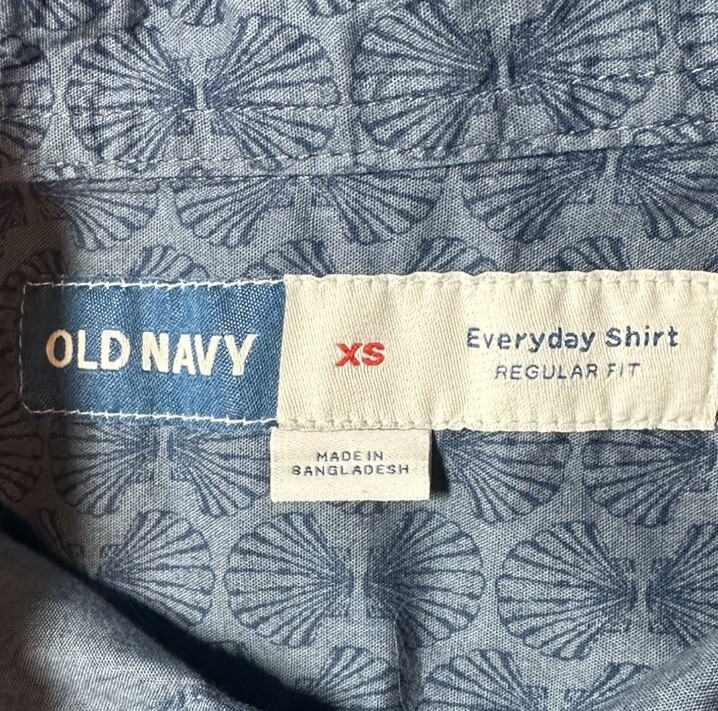 OLD NAVY
XS
Everyday Shirt
REGULAR FIT
MADE IN
BANGLADESH